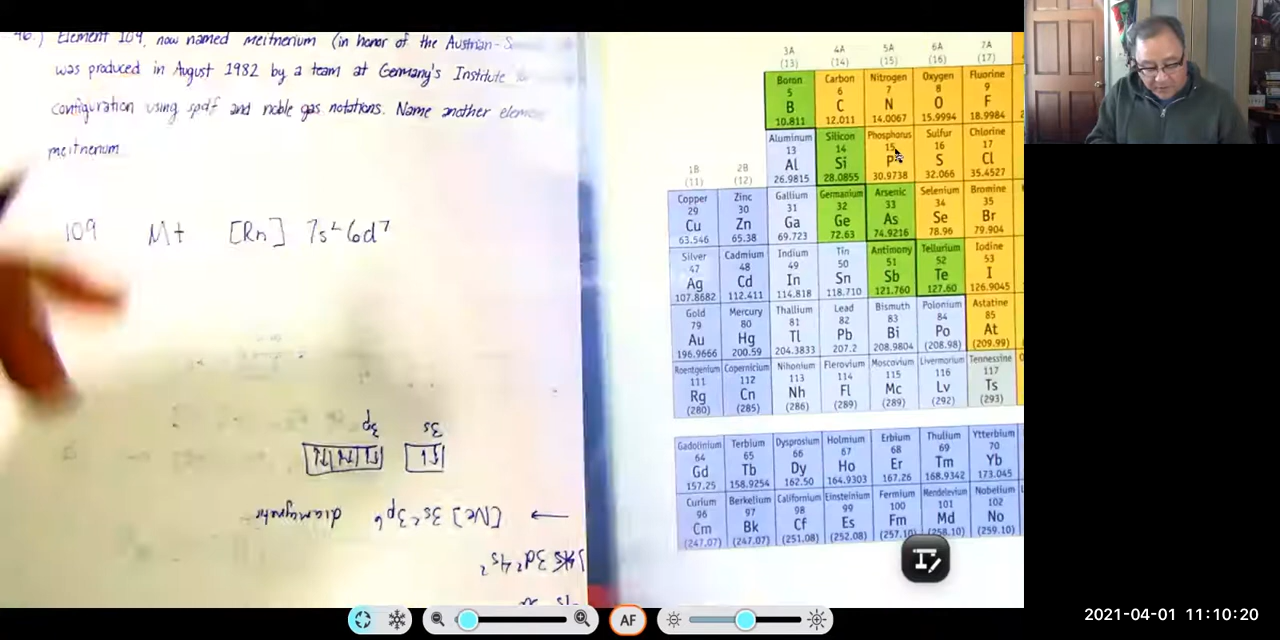 46.) Element 109, now named meitnerium (in honor of the Austrian-S
was produced in August 1982 by a team at Germany's Institute
configuration using spdf and noble gas notations. Name another eleme
meitnerium
109 Mt [Rn] 7s² 6d⁷
3p 3s
[Ne] 3s² 3p⁶ diamagnetic
3d² 4s²
3A 4A 5A 6A 7A
(13) (14) (15) (16) (17)
Boron Carbon Nitrogen Oxygen Fluorine
5 6 7 8 9
B C N O F
10.811 12.011 14.0067 15.9994 18.9984
Aluminum Silicon Phosphorus Sulfur Chlorine
13 14 15 16 17
Al Si P S Cl
26.9815 28.0855 30.9738 32.066 35.4527
1B 2B
(11) (12)
Copper Zinc Gallium Germanium Arsenic Selenium Bromine
29 30 31 32 33 34 35
Cu Zn Ga Ge As Se Br
63.546 65.38 69.723 72.63 74.9216 78.96 79.904
Silver Cadmium Indium Tin Antimony Tellurium Iodine
47 48 49 50 51 52 53
Ag Cd In Sn Sb Te I
107.8682 112.411 114.818 118.710 121.760 127.60 126.9045
Gold Mercury Thallium Lead Bismuth Polonium Astatine
79 80 81 82 83 84 85
Au Hg Tl Pb Bi Po At
196.9666 200.59 204.3833 207.2 208.9804 (208.98) (209.99)
Roentgenium Copernicium Nihonium Flerovium Moscovium Livermorium Tennessine
111 112 113 114 115 116 117
Rg Cn Nh Fl Mc Lv Ts
(280) (285) (286) (289) (289) (292) (293)
Gadolinium Terbium Dysprosium Holmium Erbium Thulium Ytterbium
64 65 66 67 68 69 70
Gd Tb Dy Ho Er Tm Yb
157.25 158.9254 162.50 164.9303 167.26 168.9342 173.045
Curium Berkelium Californium Einsteinium Fermium Mendelevium Nobelium
96 97 98 99 100 101 102
Cm Bk Cf Es Fm Md No
(247.07) (247.07) (251.08) (252.08) (257.10) (258.10) (259.10)
AF
2021-04-01 11:10:20